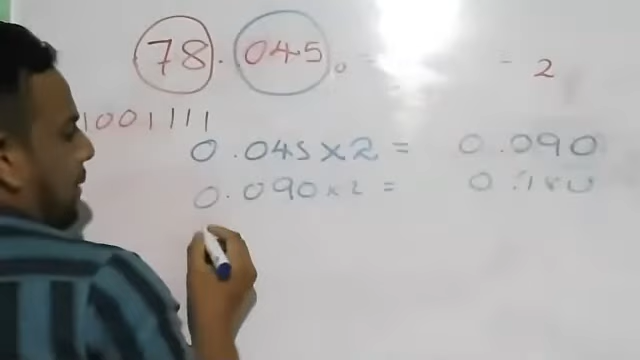 78.045₀ = - 2
1001111
0.045×2 = 0.090
0.090×2 = 0.180